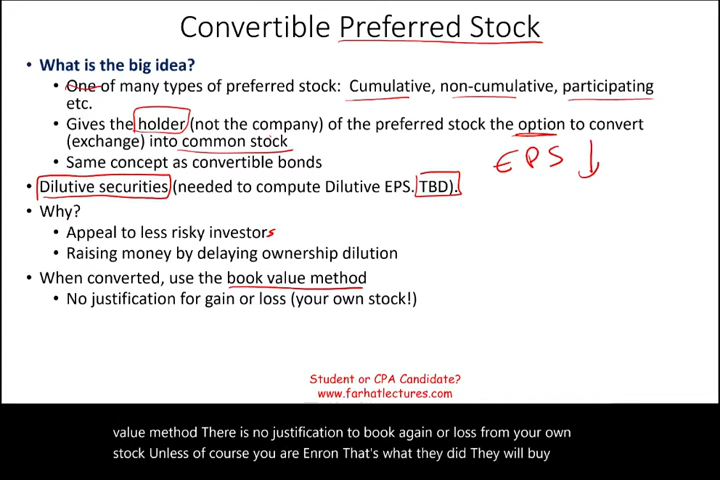 Convertible Preferred Stock
• What is the big idea?
• One of many types of preferred stock: Cumulative, non-cumulative, participating
etc.
• Gives the holder (not the company) of the preferred stock the option to convert
(exchange) into common stock
• Same concept as convertible bonds
EPS ↓
• Dilutive securities (needed to compute Dilutive EPS. TBD).
• Why?
• Appeal to less risky investors
• Raising money by delaying ownership dilution
• When converted, use the book value method
• No justification for gain or loss (your own stock!)
Student or CPA Candidate?
www.farhatlectures.com
value method There is no justification to book again or loss from your own
stock Unless of course you are Enron That's what they did They will buy